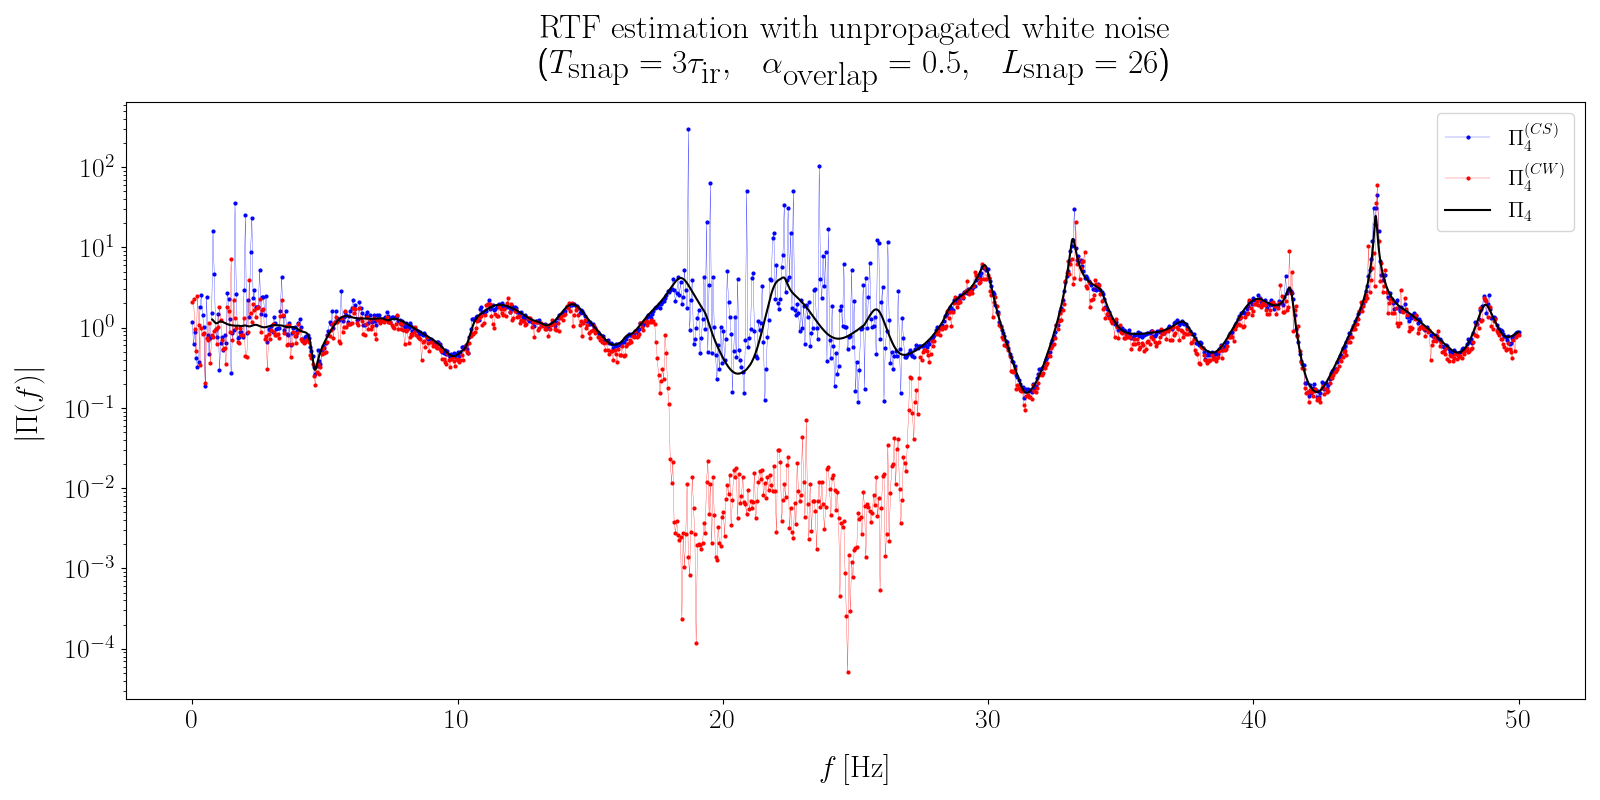 RTF estimation with unpropagated white noise
(T_snap = 3τ_ir, α_overlap = 0.5, L_snap = 26)
Π_4^(CS)
Π_4^(CW)
Π_4
|Π(f)|
10^2
10^1
10^0
10^−1
10^−2
10^−3
10^−4
0 10 20 30 40 50
f [Hz]